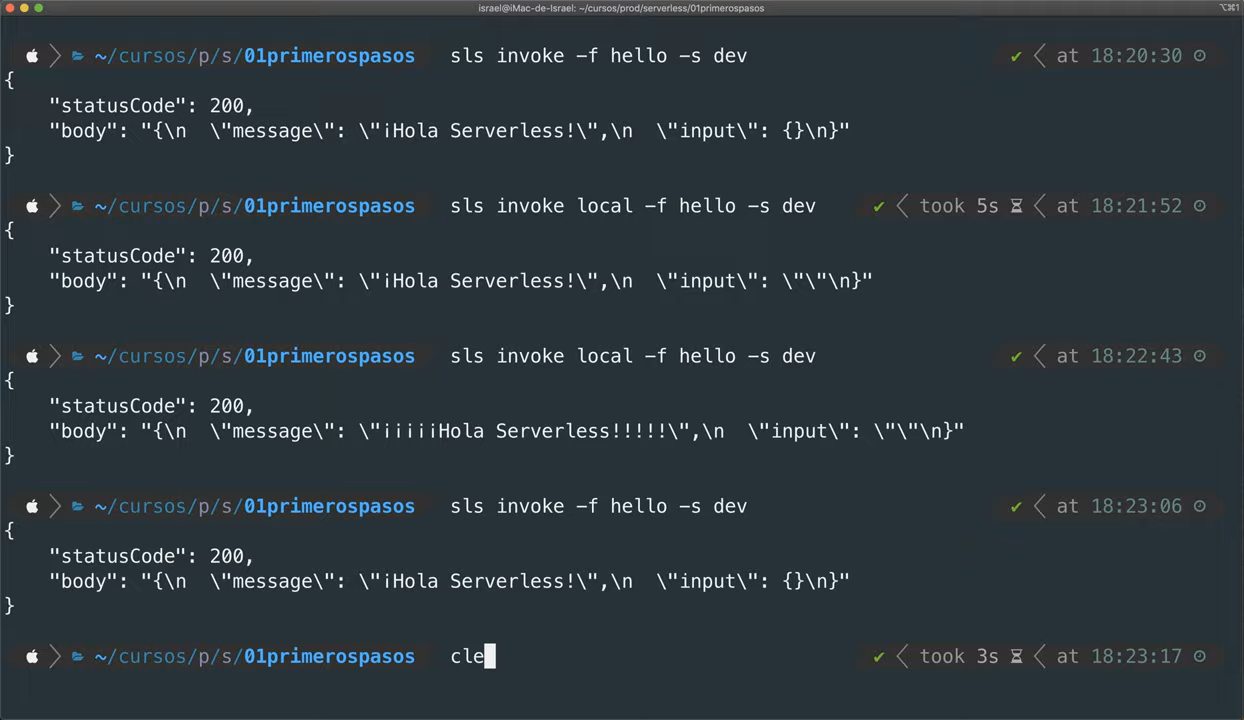 israel@iMac-de-Israel: ~/cursos/prod/serverless/01primerospasos
⌥⌘1
~/cursos/p/s/01primerospasos sls invoke -f hello -s dev ✔ at 18:20:30
{
"statusCode": 200,
"body": "{\n  \"message\": \"¡Hola Serverless!\",\n  \"input\": {}\n}"
}
~/cursos/p/s/01primerospasos sls invoke local -f hello -s dev ✔ took 5s at 18:21:52
{
"statusCode": 200,
"body": "{\n  \"message\": \"¡Hola Serverless!\",\n  \"input\": \"\"\n}"
}
~/cursos/p/s/01primerospasos sls invoke local -f hello -s dev ✔ at 18:22:43
{
"statusCode": 200,
"body": "{\n  \"message\": \"¡¡¡¡¡Hola Serverless!!!!!\",\n  \"input\": \"\"\n}"
}
~/cursos/p/s/01primerospasos sls invoke -f hello -s dev ✔ at 18:23:06
{
"statusCode": 200,
"body": "{\n  \"message\": \"¡Hola Serverless!\",\n  \"input\": {}\n}"
}
~/cursos/p/s/01primerospasos cle ✔ took 3s at 18:23:17